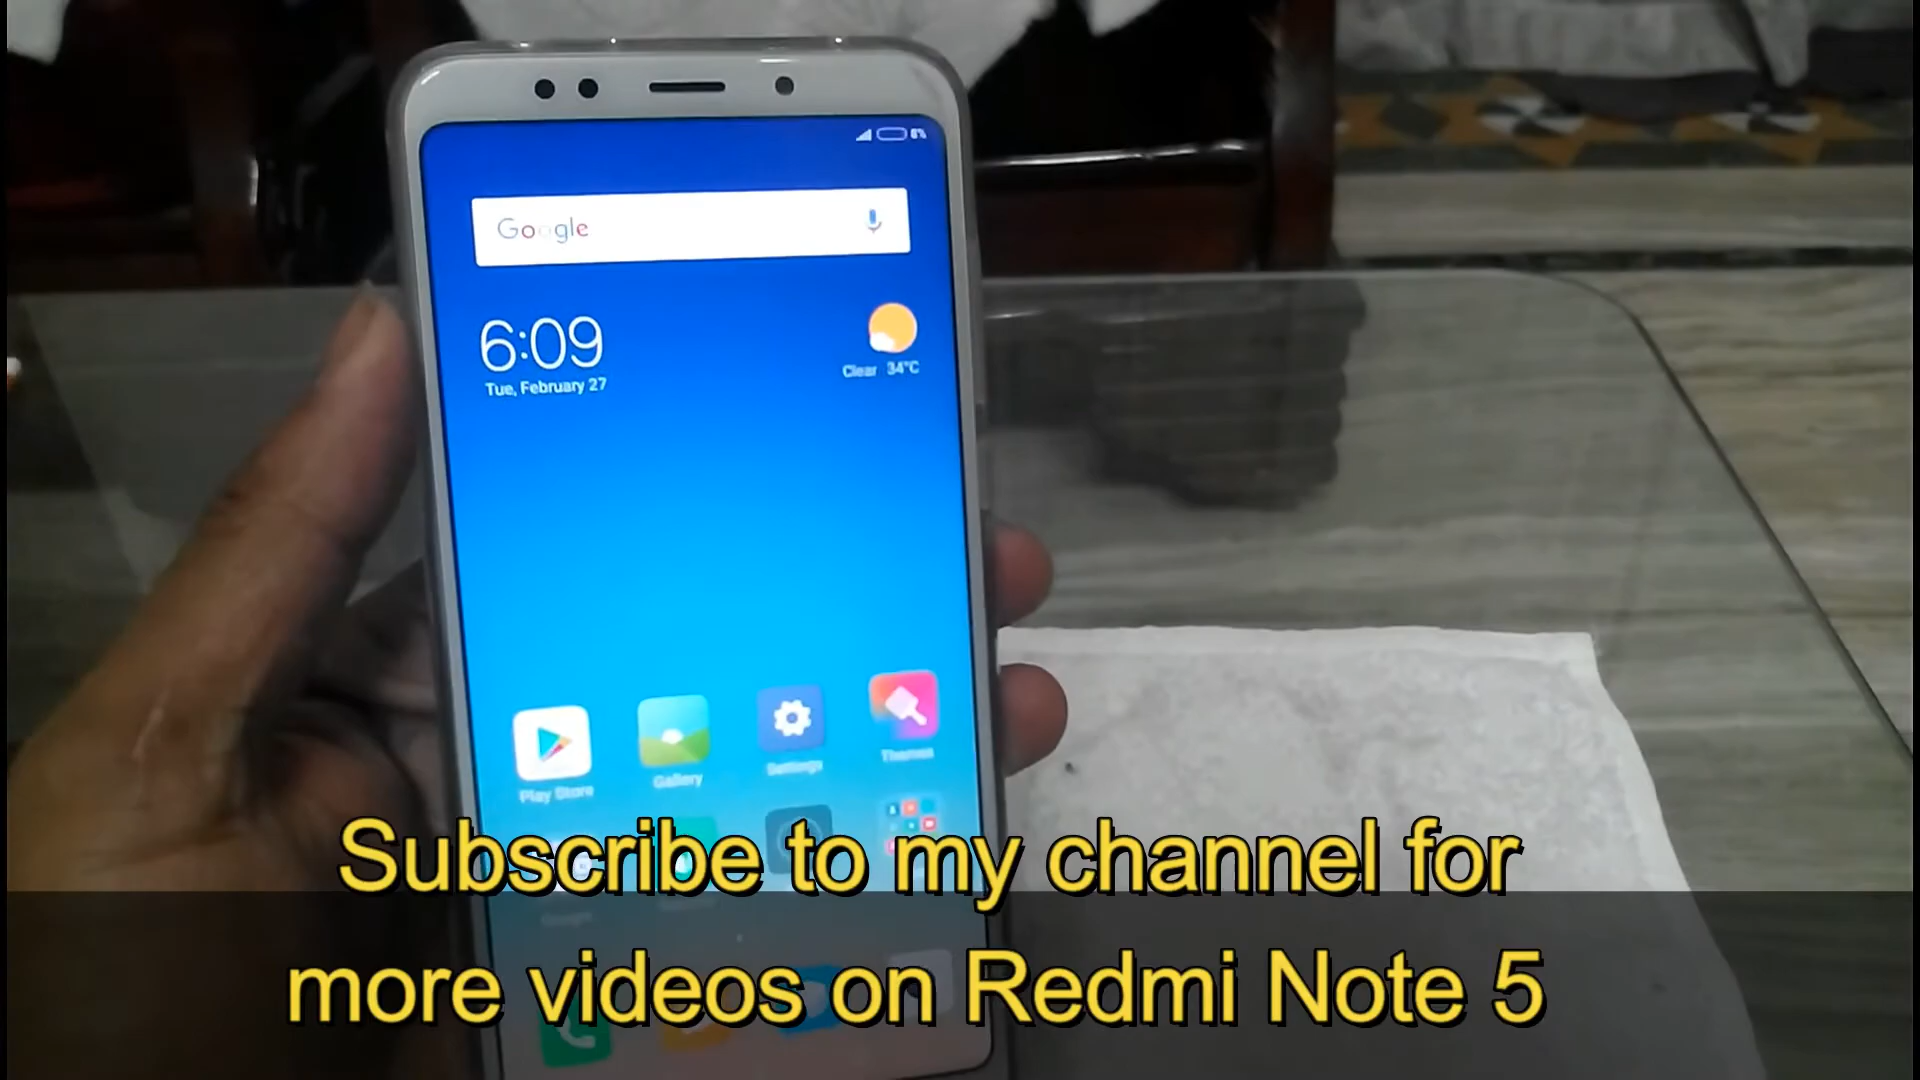 Google
6:09
Tue, February 27
Clear 34°C
Play Store
Gallery
Settings
Themes
Subscribe to my channel for
more videos on Redmi Note 5